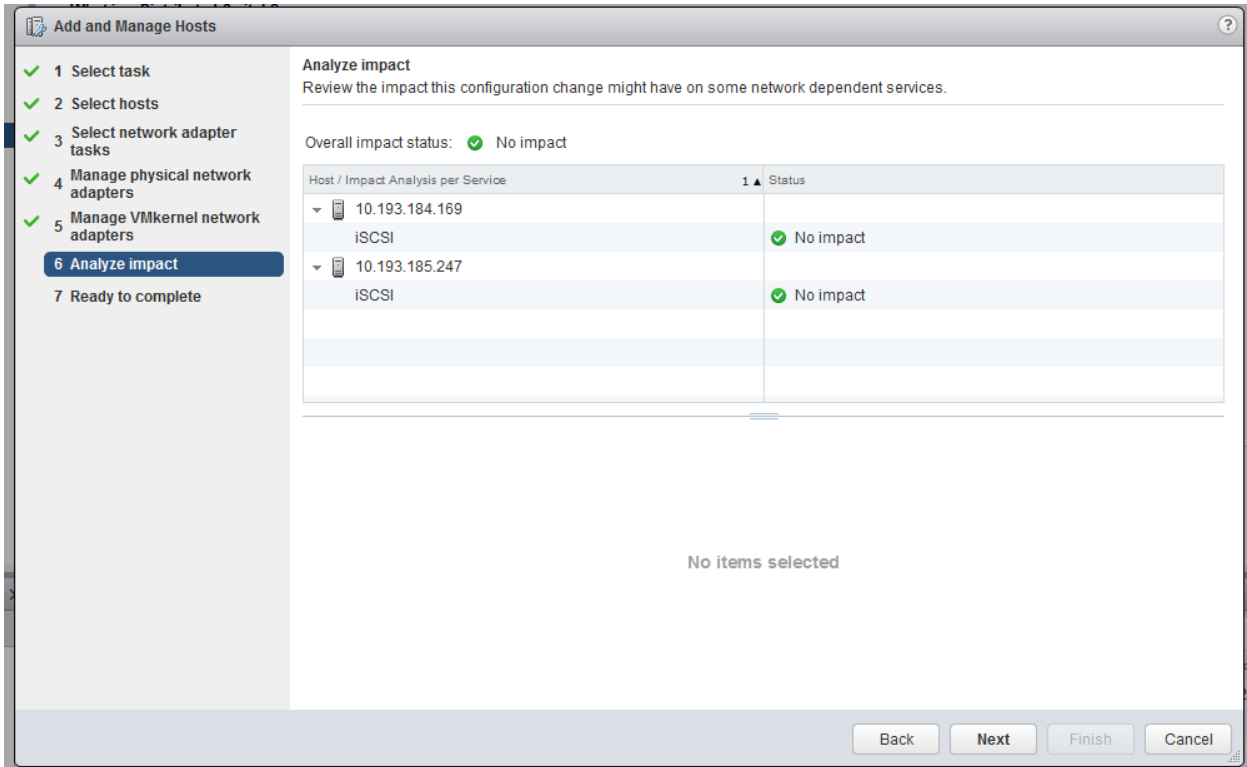 Add and Manage Hosts
?
1 Select task
2 Select hosts
3 Select network adapter
tasks
4 Manage physical network
adapters
5 Manage VMkernel network
adapters
6 Analyze impact
7 Ready to complete
Analyze impact
Review the impact this configuration change might have on some network dependent services.
Overall impact status: No impact
Host / Impact Analysis per Service 1 ▲ Status
10.193.184.169
iSCSI No impact
10.193.185.247
iSCSI No impact
No items selected
Back Next Finish Cancel